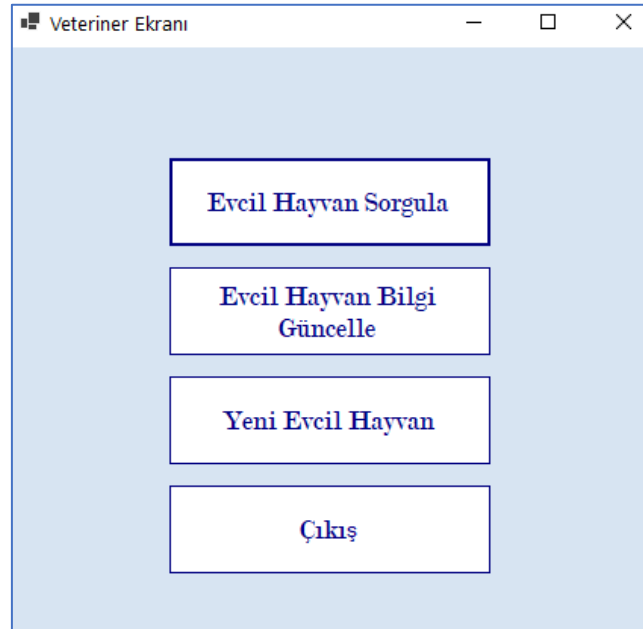 Veteriner Ekranı
Evcil Hayvan Sorgula
Evcil Hayvan Bilgi
Güncelle
Yeni Evcil Hayvan
Çıkış